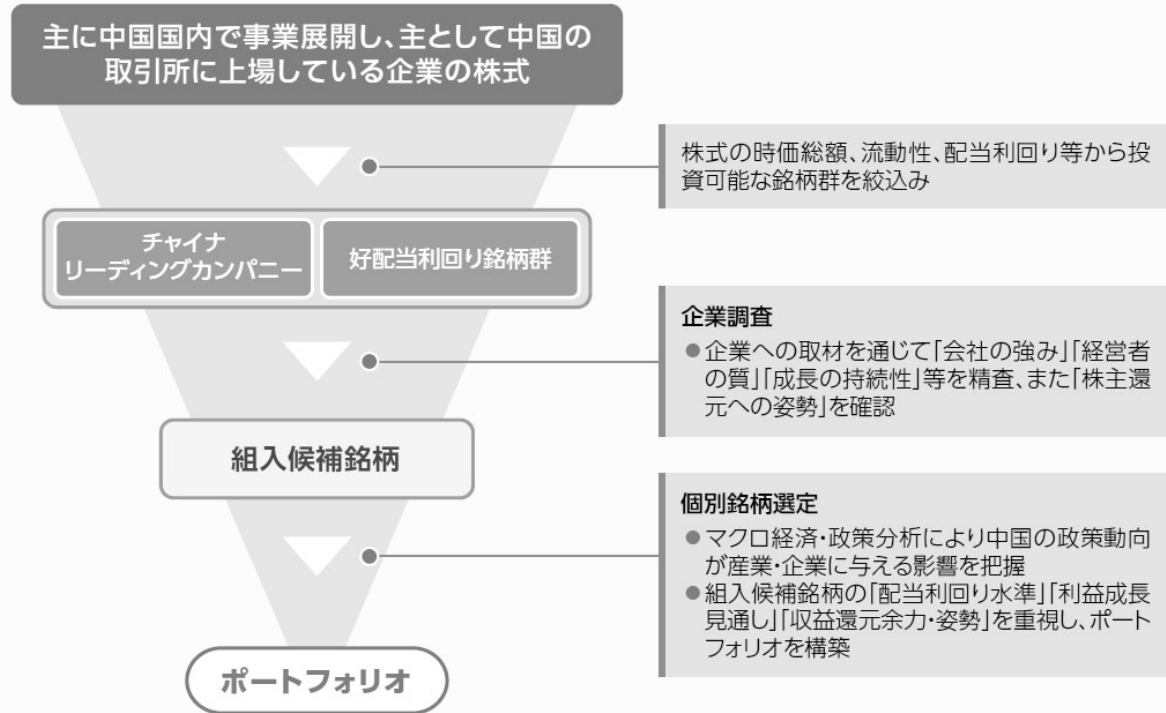 主に中国国内で事業展開し、主として中国の
取引所に上場している企業の株式
株式の時価総額、流動性、配当利回り等から投
資可能な銘柄群を絞込み
チャイナ
リーディングカンパニー
好配当利回り銘柄群
企業調査
●企業への取材を通じて「会社の強み」「経営者
の質」「成長の持続性」等を精査、また「株主還
元への姿勢」を確認
組入候補銘柄
個別銘柄選定
●マクロ経済・政策分析により中国の政策動向
が産業・企業に与える影響を把握
●組入候補銘柄の「配当利回り水準」「利益成長
見通し」「収益還元余力・姿勢」を重視し、ポート
フォリオを構築
ポートフォリオ